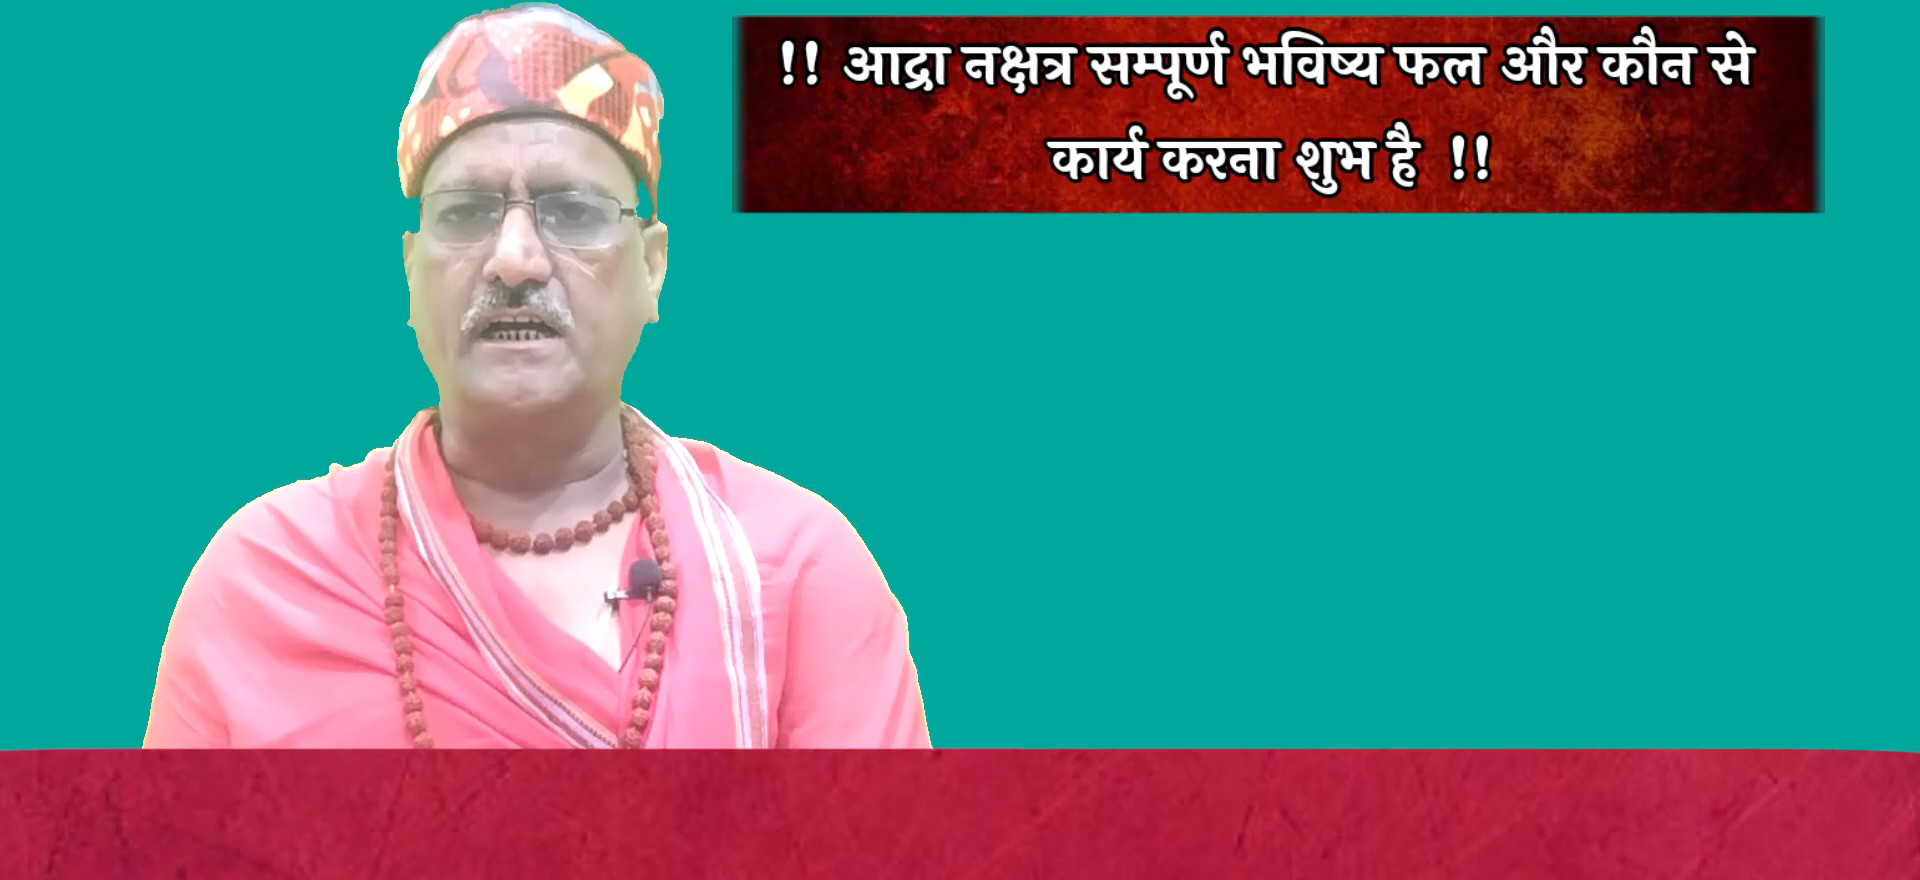 !! आद्रा नक्षत्र सम्पूर्ण भविष्य फल और कौन से
कार्य करना शुभ है !!